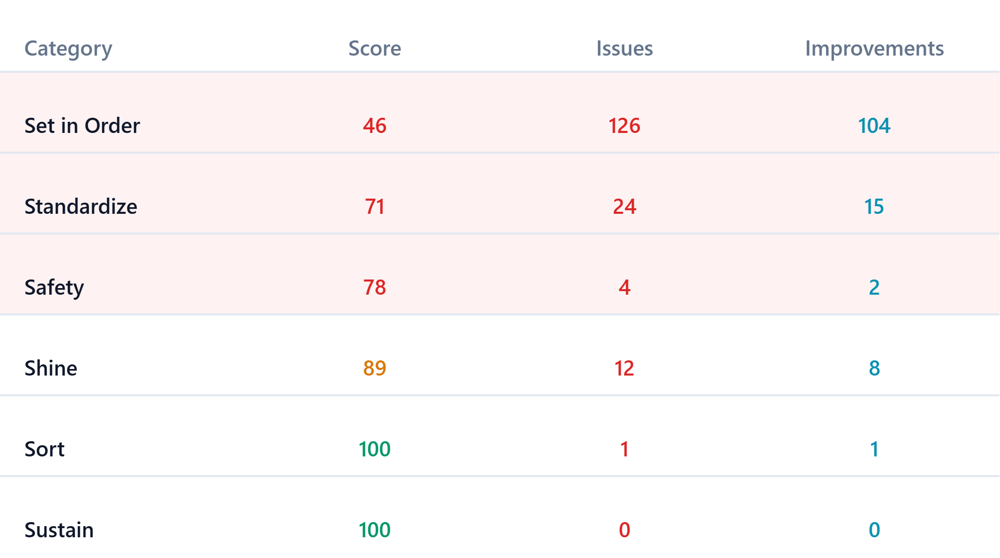 Category Score Issues Improvements
Set in Order 46 126 104
Standardize 71 24 15
Safety 78 4 2
Shine 89 12 8
Sort 100 1 1
Sustain 100 0 0